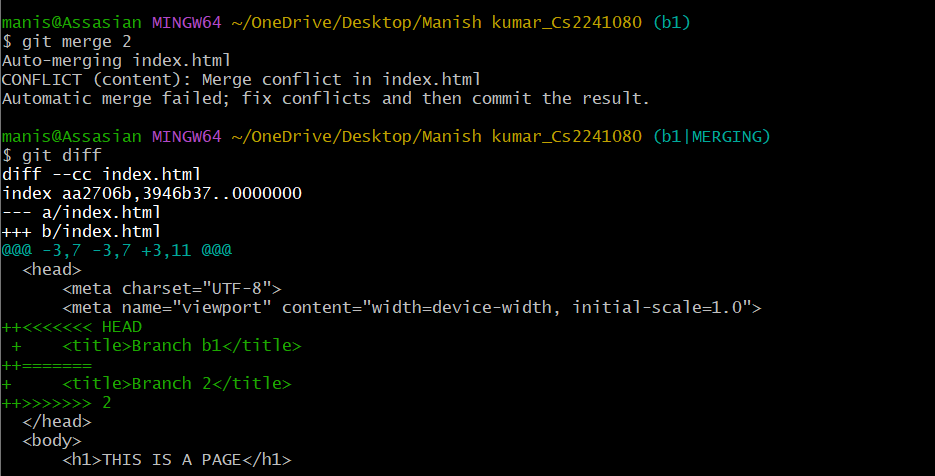 manis@Assasian MINGW64 ~/OneDrive/Desktop/Manish kumar_Cs2241080 (b1)
$ git merge 2
Auto-merging index.html
CONFLICT (content): Merge conflict in index.html
Automatic merge failed; fix conflicts and then commit the result.

manis@Assasian MINGW64 ~/OneDrive/Desktop/Manish kumar_Cs2241080 (b1|MERGING)
$ git diff
diff --cc index.html
index aa2706b,3946b37..0000000
--- a/index.html
+++ b/index.html
@@@ -3,7 -3,7 +3,11 @@@
  <head>
      <meta charset="UTF-8">
      <meta name="viewport" content="width=device-width, initial-scale=1.0">
++<<<<<<< HEAD
 +    <title>Branch b1</title>
++=======
+     <title>Branch 2</title>
++>>>>>>> 2
  </head>
  <body>
      <h1>THIS IS A PAGE</h1>